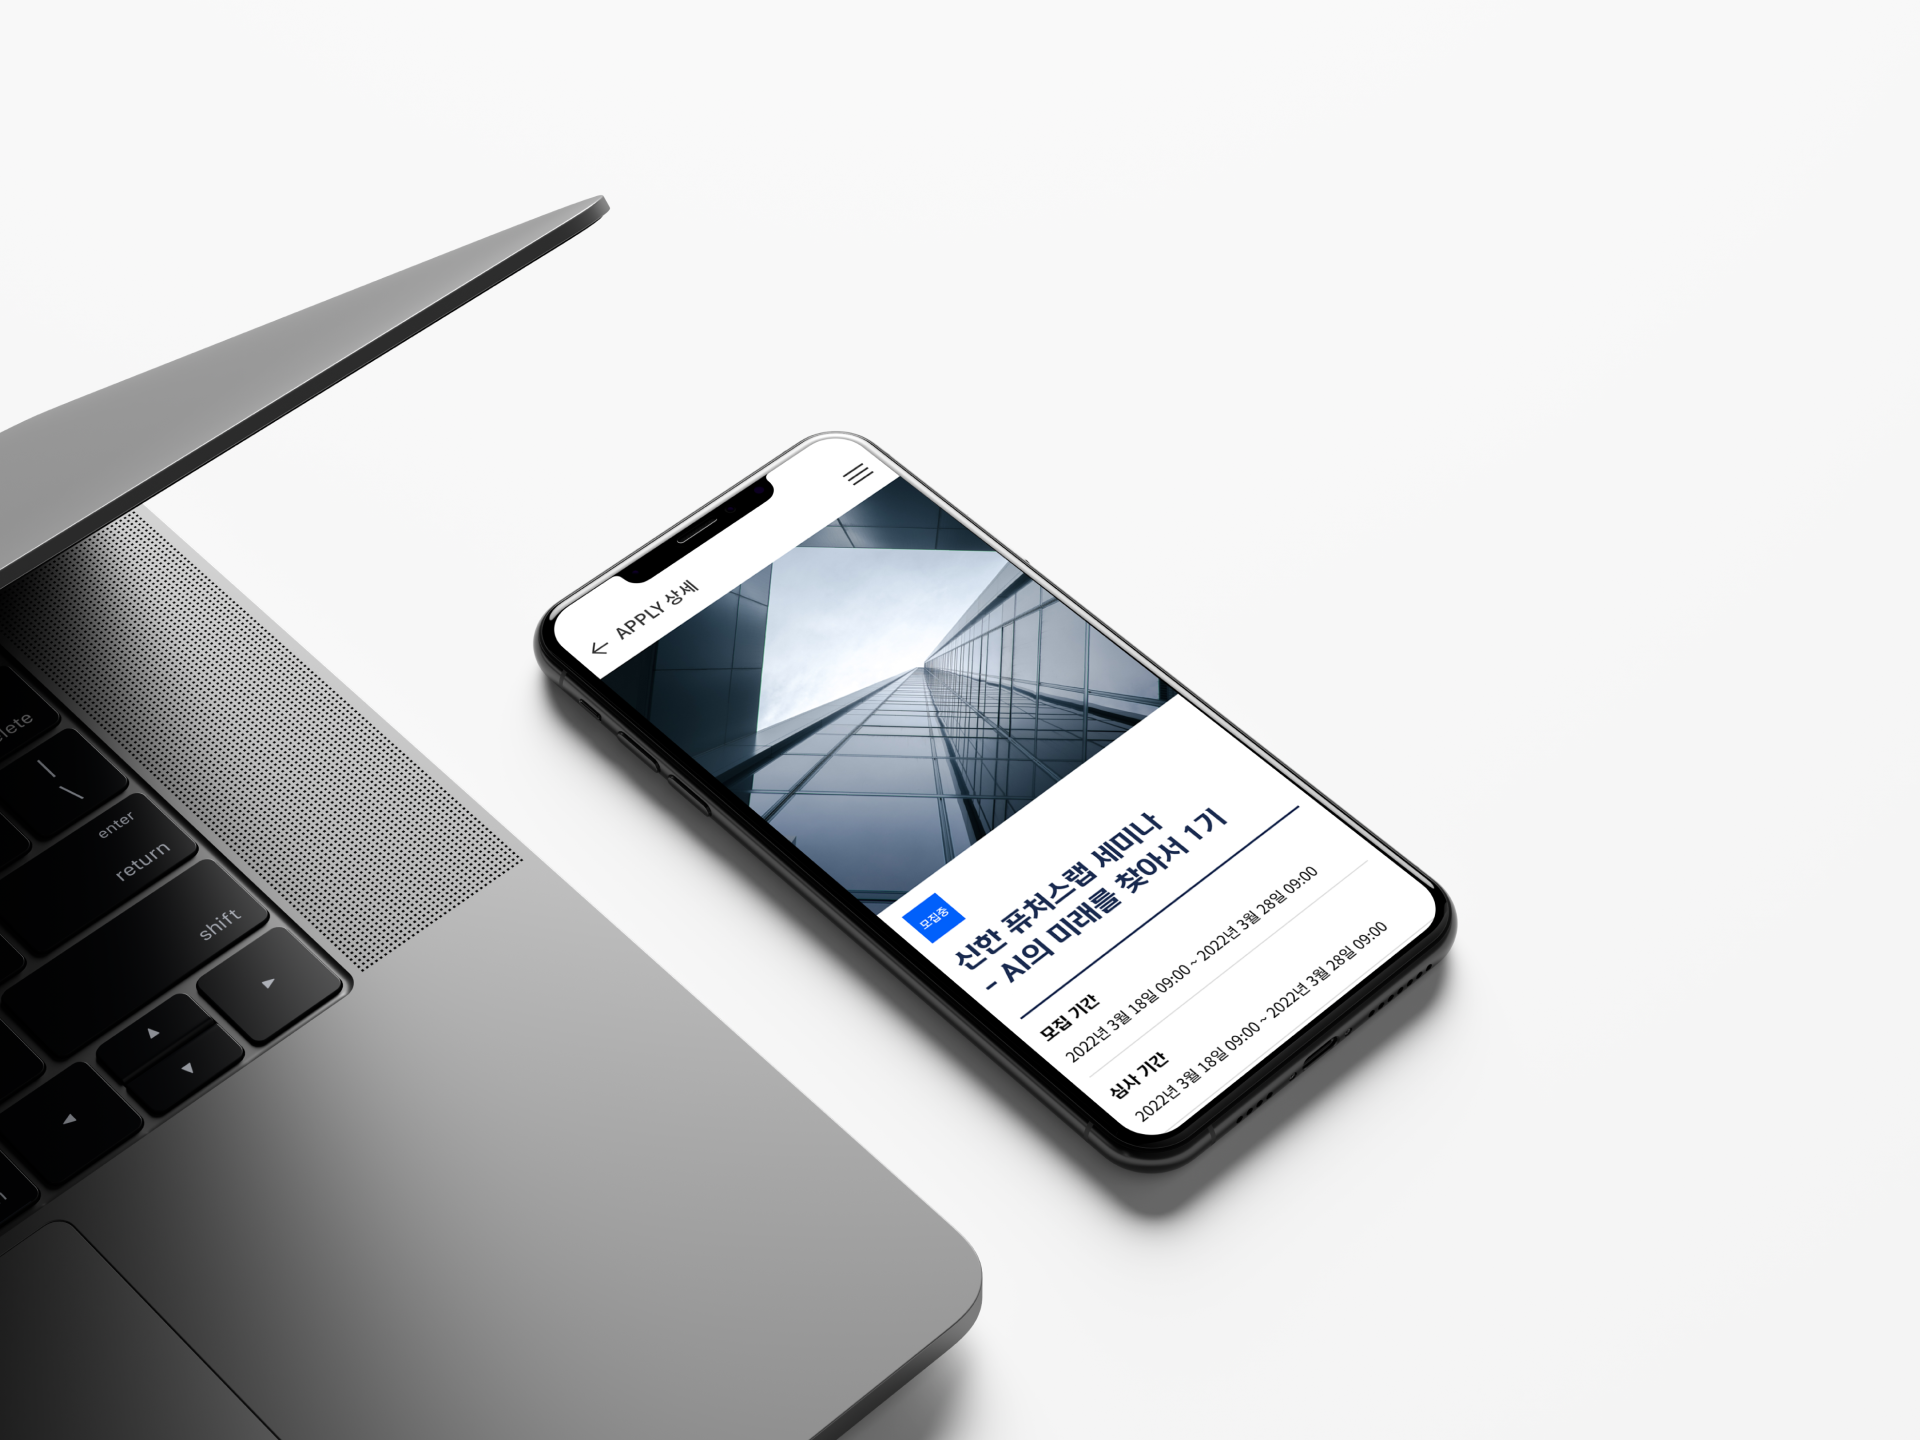 APPLY 상세
모집중
신한 퓨처스랩 세미나
- AI의 미래를 찾아서 1기
모집 기간
2022년 3월 18일 09:00 ~ 2022년 3월 28일 09:00
심사 기간
2022년 3월 18일 09:00 ~ 2022년 3월 28일 09:00
enter
return
shift